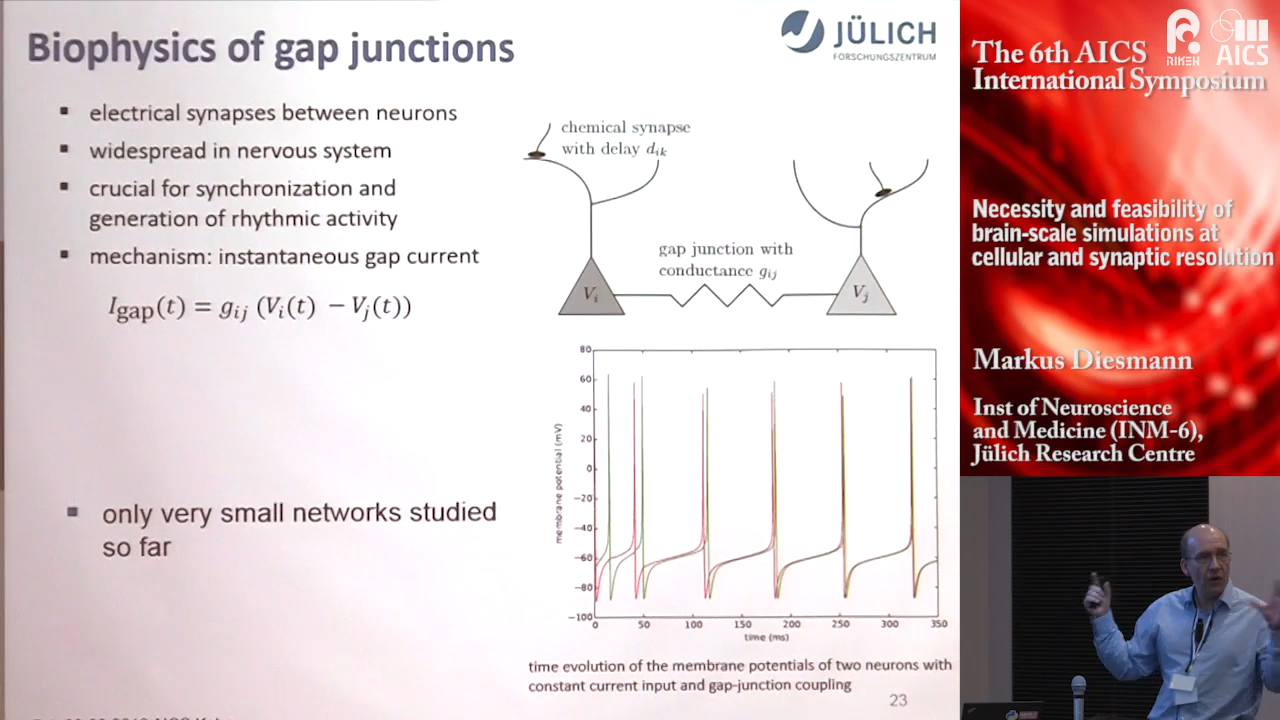 Biophysics of gap junctions
JÜLICH
FORSCHUNGSZENTRUM
electrical synapses between neurons
widespread in nervous system
crucial for synchronization and
generation of rhythmic activity
mechanism: instantaneous gap current
I_gap(t) = g_ij (V_i(t) − V_j(t))
only very small networks studied
so far
chemical synapse
with delay d_ik
gap junction with
conductance g_ij
V_i
V_j
80
60
40
20
0
−20
−40
−60
−80
−100
membrane potential (mV)
0 50 100 150 200 250 300 350
time (ms)
time evolution of the membrane potentials of two neurons with
constant current input and gap-junction coupling
23
RIKEN
AICS
The 6th AICS
International Symposium
Necessity and feasibility of
brain-scale simulations at
cellular and synaptic resolution
Markus Diesmann
Inst of Neuroscience
and Medicine (INM-6),
Jülich Research Centre